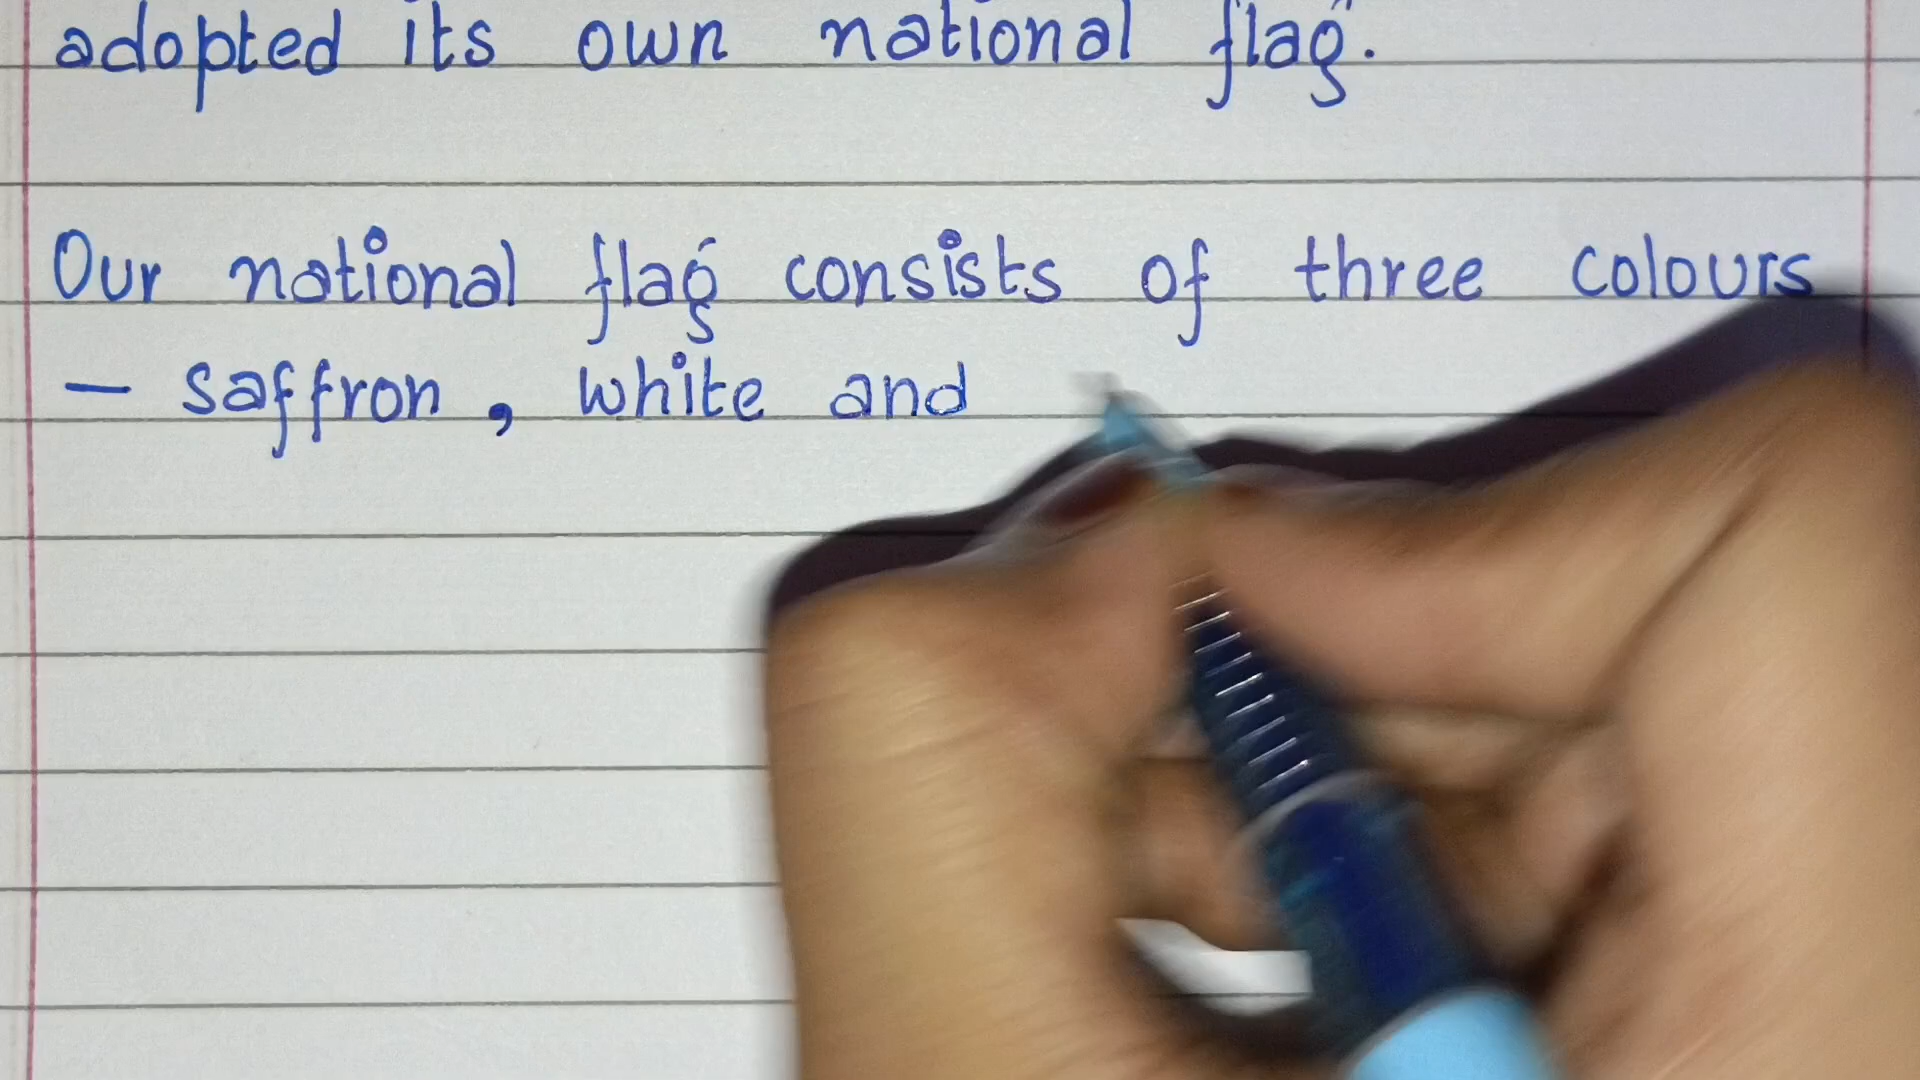 adopted its own national flag.
Our national flag consists of three colours
– saffron, white and